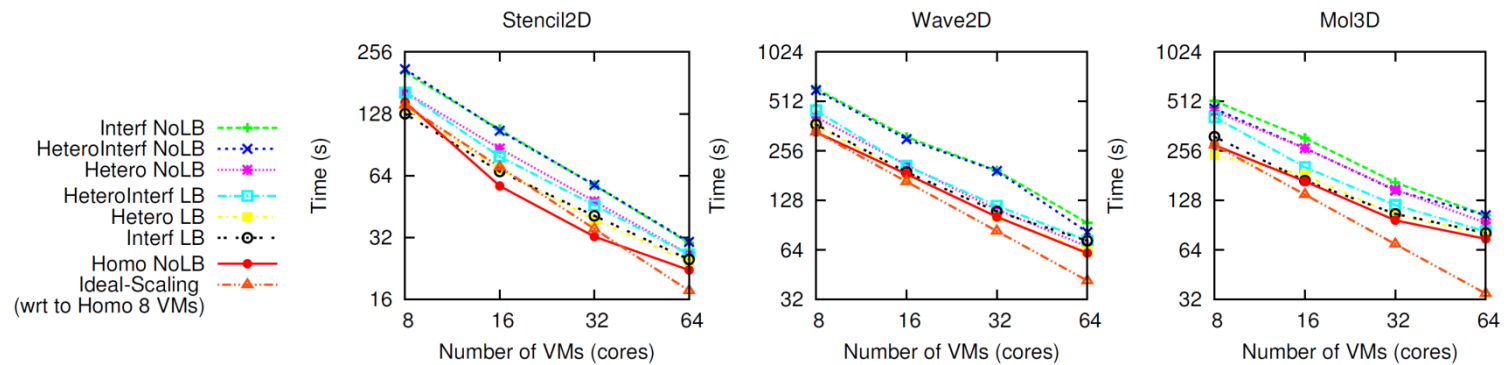 Interf NoLB
HeteroInterf NoLB
Hetero NoLB
HeteroInterf LB
Hetero LB
Interf LB
Homo NoLB
Ideal-Scaling
(wrt to Homo 8 VMs)
Stencil2D
Time (s)
256
128
64
32
16
8 16 32 64
Number of VMs (cores)
Wave2D
Time (s)
1024
512
256
128
64
32
8 16 32 64
Number of VMs (cores)
Mol3D
Time (s)
1024
512
256
128
64
32
8 16 32 64
Number of VMs (cores)